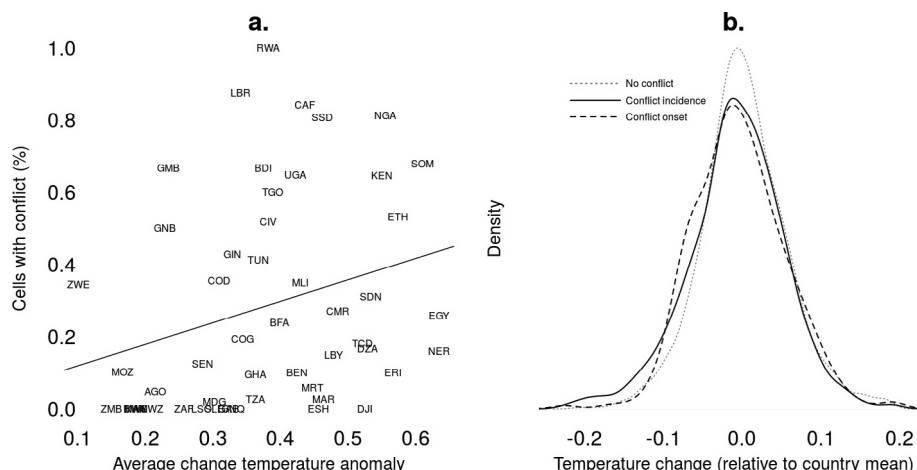 a.
Cells with conflict (%)
1.0
0.8
0.6
0.4
0.2
0.0
RWA
LBR
CAF
SSD
NGA
GMB
BDI
UGA
KEN
SOM
TGO
GNB
CIV
ETH
GIN
TUN
ZWE
COD
MLI
SDN
BFA
CMR
EGY
COG
LBY
TCD
DZA
NER
MOZ
SEN
GHA
BEN
ERI
AGO
MDG
TZA
MRT
MAR
ZMB
ZAF
ESH
DJI
0.1 0.2 0.3 0.4 0.5 0.6
Average change temperature anomaly
b.
No conflict
Conflict incidence
Conflict onset
Density
-0.2 -0.1 0.0 0.1 0.2
Temperature change (relative to country mean)